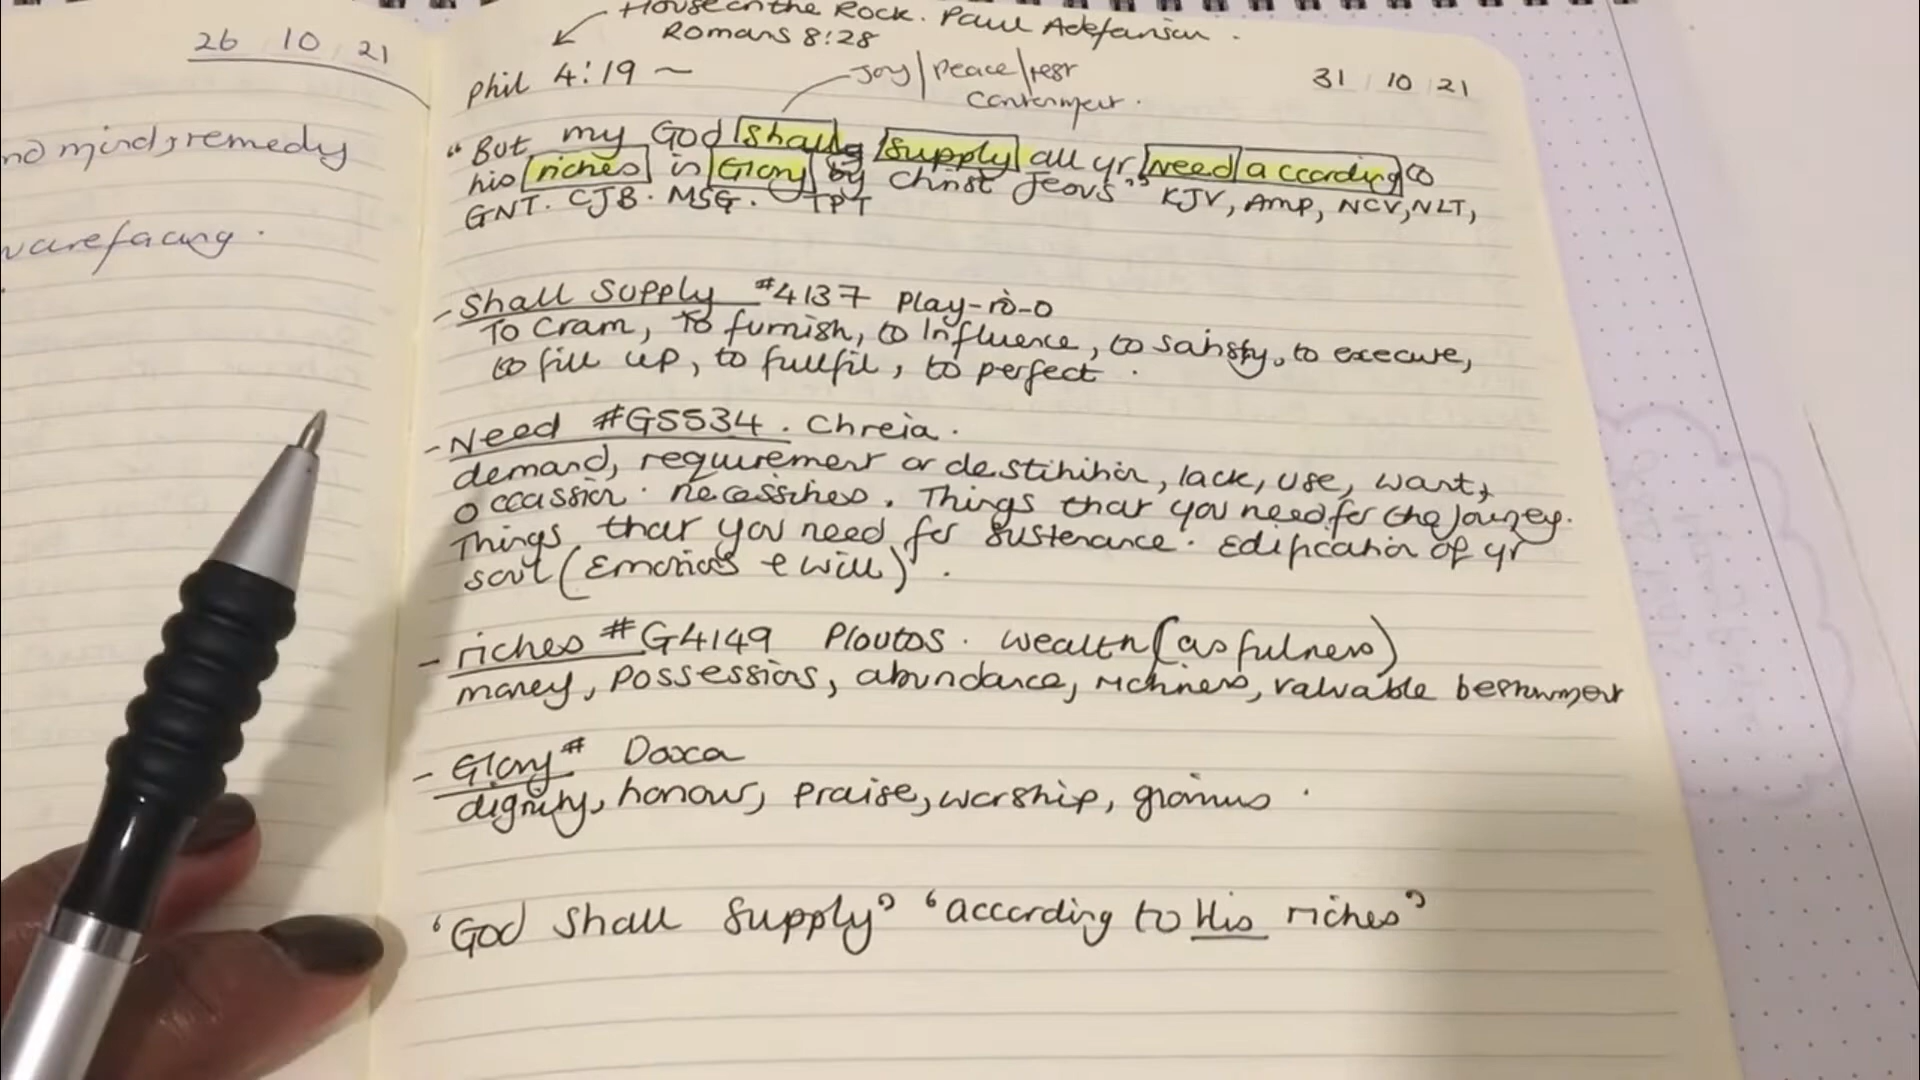 26 10 21
nd mind, remedy
House on the Rock. Paul Adefarasin.
Romans 8:28
Phil 4:19 ~
Joy/Peace/rest
Contentment.
31 10 21
"But my God shall supply all yr need according to
his riches in Glory by Christ Jesus" KJV, AMP, NCV, NLT,
GNT. CJB. MSG. TPT
- Shall Supply #4137 Play-rò-o
To cram, To furnish, to Influence, to satisfy, to execute,
to fill up, to fullfil, to perfect.
- Need #G5534. Chreia.
demand, requirement or destitution, lack, use, want,
occassion. necessities. Things that you need for the journey.
Things that you need for sustenance. Edification of yr
soul (Emotions & will).
- riches #G4149 Ploutos. wealth (as fulness)
money, possessions, abundance, richness, valuable bestowment
- Glory # Doxa
dignity, honour, praise, worship,
'God shall supply' 'according to His riches'